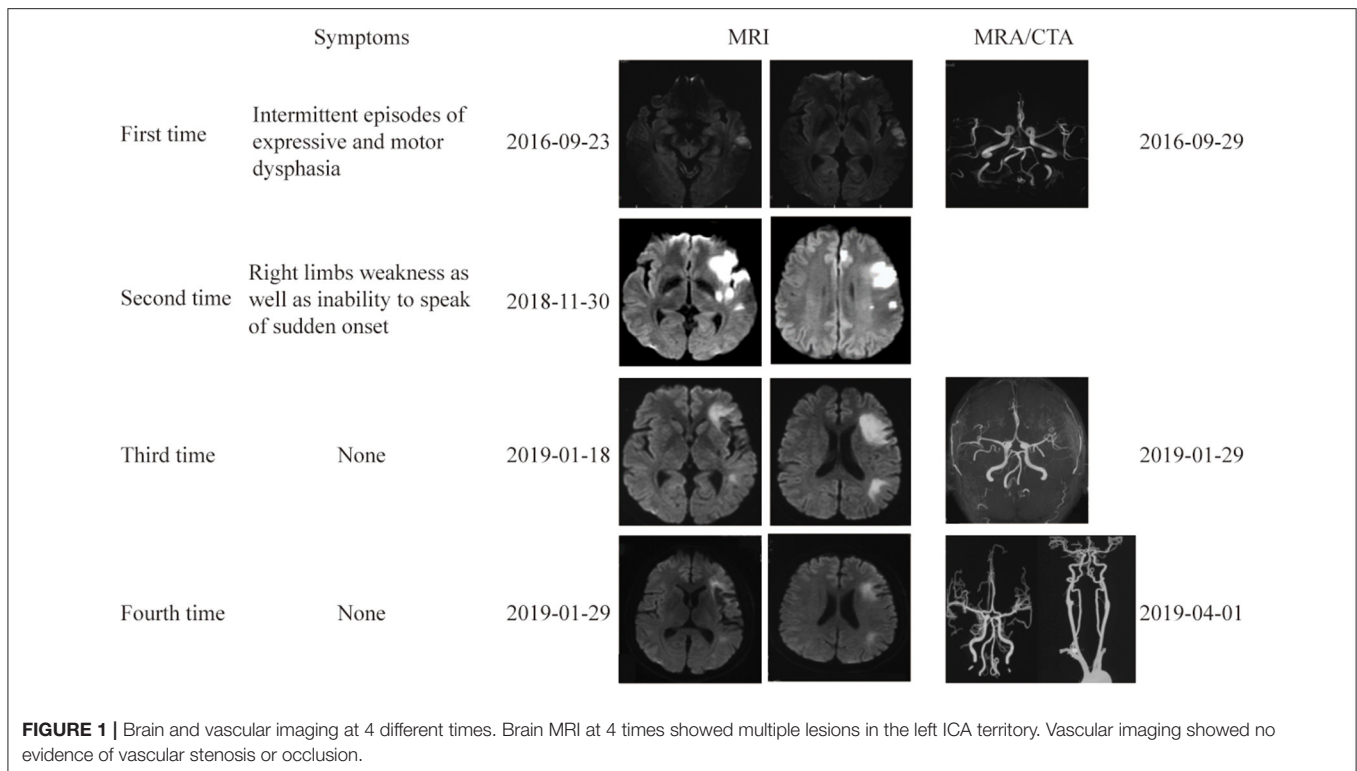 Symptoms MRI MRA/CTA
First time
Intermittent episodes of
expressive and motor
dysphasia
2016-09-23
2016-09-29
Second time
Right limbs weakness as
well as inability to speak
of sudden onset
2018-11-30
Third time
None
2019-01-18
2019-01-29
Fourth time
None
2019-01-29
2019-04-01
FIGURE 1 | Brain and vascular imaging at 4 different times. Brain MRI at 4 times showed multiple lesions in the left ICA territory. Vascular imaging showed no
evidence of vascular stenosis or occlusion.